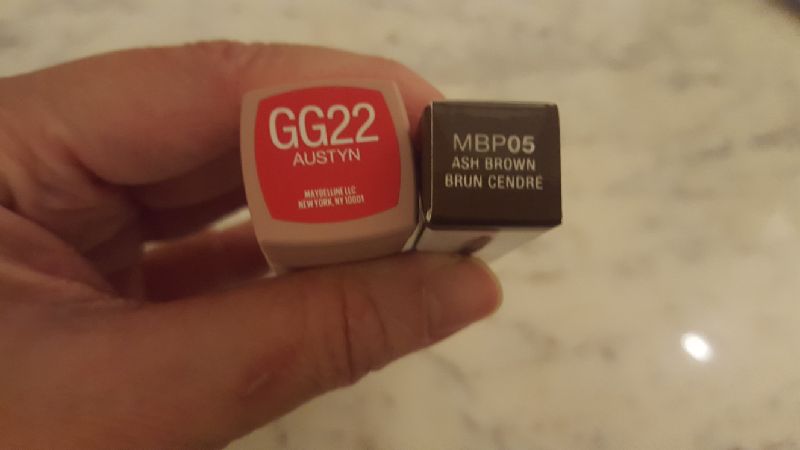 GG22
AUSTYN
MAYBELLINE LLC
NEW YORK, NY 10001
MBP05
ASH BROWN
BRUN CENDRÉ